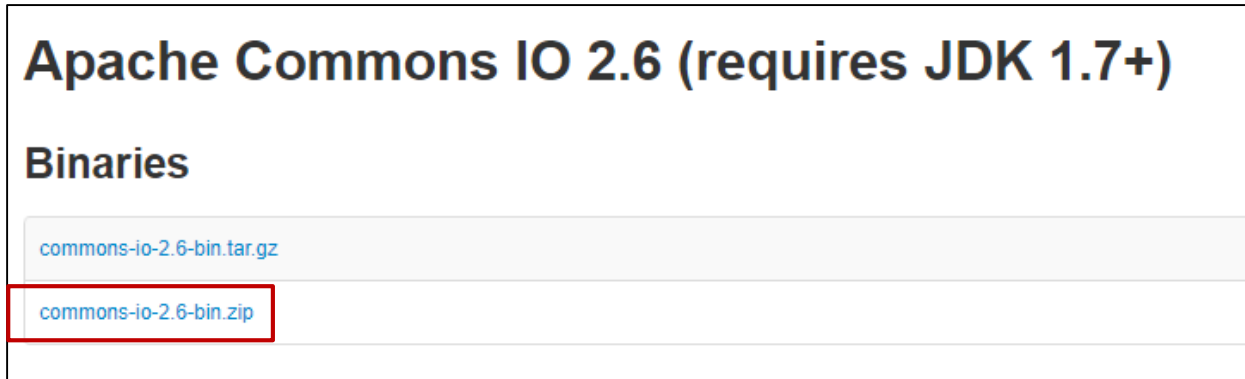 Apache Commons IO 2.6 (requires JDK 1.7+)
Binaries
commons-io-2.6-bin.tar.gz
commons-io-2.6-bin.zip